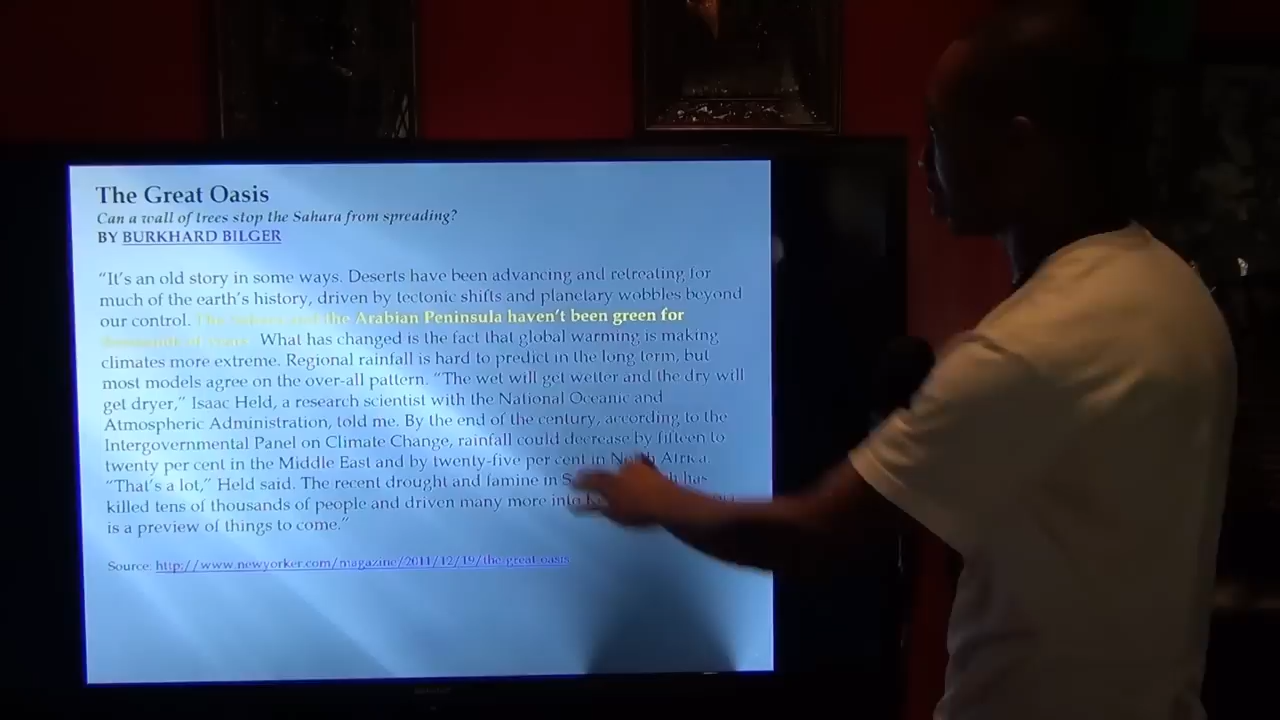 The Great Oasis
Can a wall of trees stop the Sahara from spreading?
BY BURKHARD BILGER
“It’s an old story in some ways. Deserts have been advancing and retreating for
much of the earth’s history, driven by tectonic shifts and planetary wobbles beyond
our control. the Arabian Peninsula haven’t been green for
thousands of years. What has changed is the fact that global warming is making
climates more extreme. Regional rainfall is hard to predict in the long term, but
most models agree on the over-all pattern. “The wet will get wetter and the dry will
get dryer,” Isaac Held, a research scientist with the National Oceanic and
Atmospheric Administration, told me. By the end of the century, according to the
Intergovernmental Panel on Climate Change, rainfall could decrease by fifteen to
twenty per cent in the Middle East and by twenty-five per cent in North Africa.
“That’s a lot,” Held said. The recent drought and famine in has
killed tens of thousands of people and driven many more into
is a preview of things to come.”
Source: http://www.newyorker.com/magazine/2011/12/19/the-great-oasis